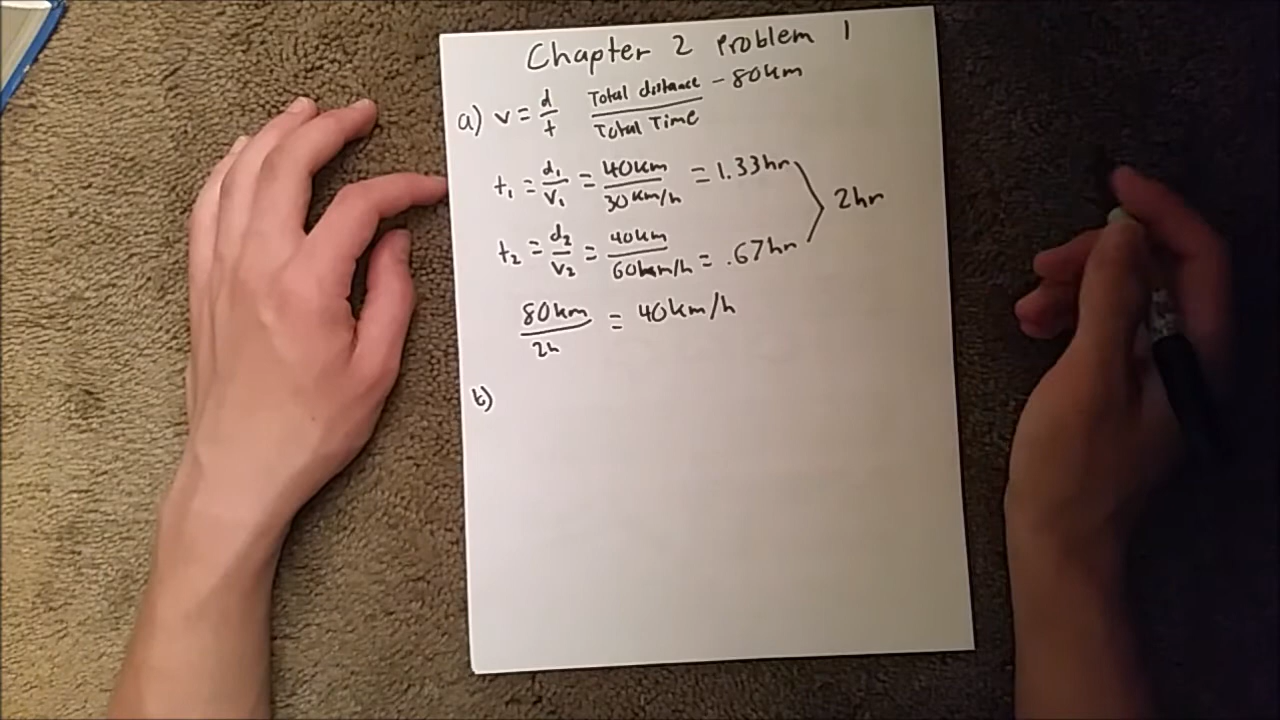 Chapter 2 Problem 1
a) v = d/t Total distance/Total Time - 80km
t₁ = d₁/v₁ = 40km/30km/h = 1.33hr
2hr
t₂ = d₂/v₂ = 40km/60km/h = .67hr
80km/2h = 40km/h
b)